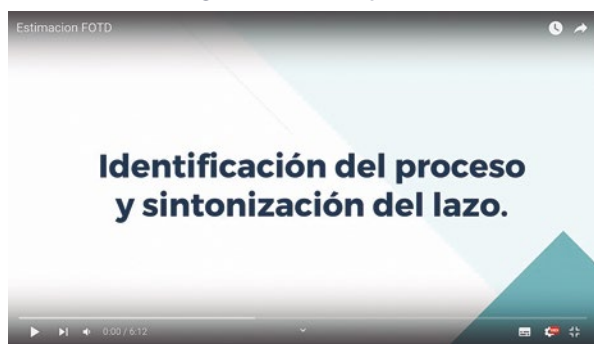 Estimacion FOTD
Identificación del proceso
y sintonización del lazo.
0:00 / 6:12